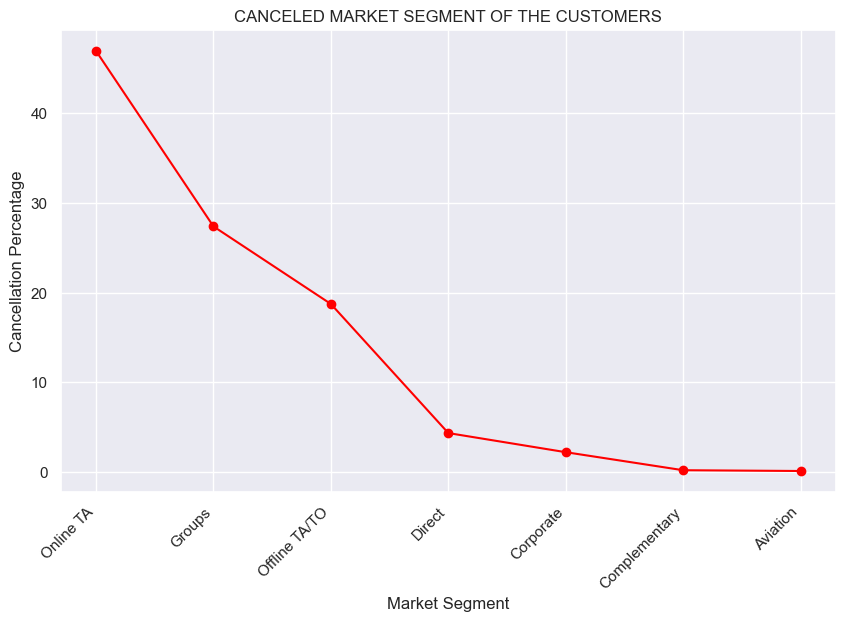 CANCELED MARKET SEGMENT OF THE CUSTOMERS
Cancellation Percentage
40
30
20
10
0
Online TA
Groups
Offline TA/TO
Direct
Corporate
Complementary
Aviation
Market Segment